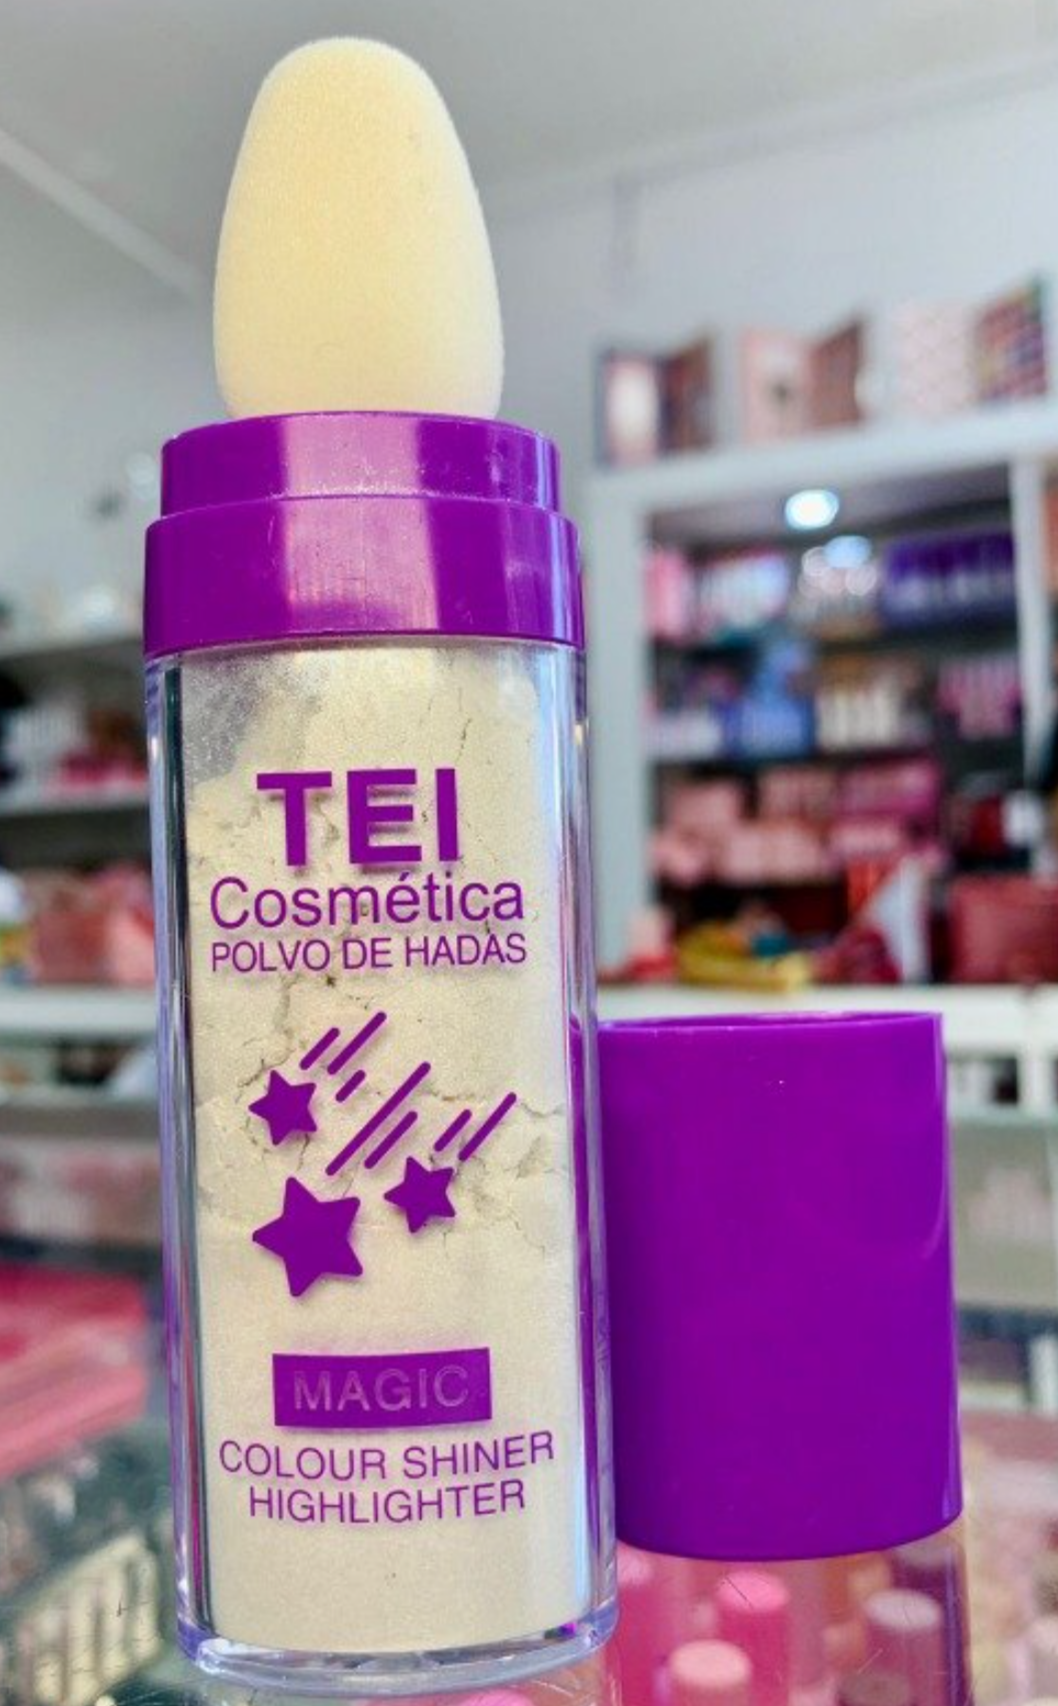 TEI
Cosmética
POLVO DE HADAS
MAGIC
COLOUR SHINER
HIGHLIGHTER